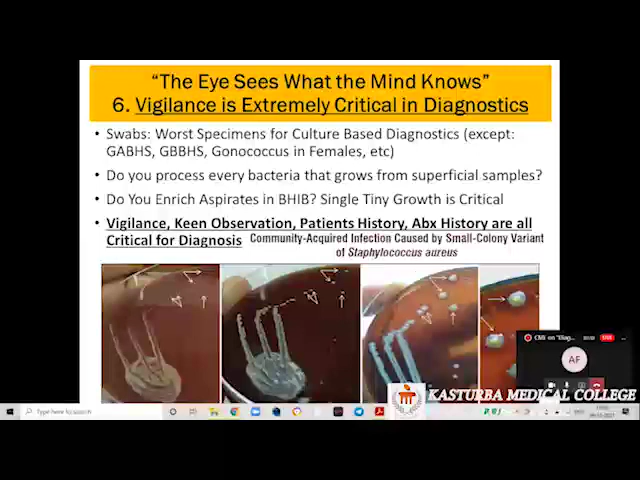 “The Eye Sees What the Mind Knows”
6. Vigilance is Extremely Critical in Diagnostics
• Swabs: Worst Specimens for Culture Based Diagnostics (except:
GABHS, GBBHS, Gonococcus in Females, etc)
• Do you process every bacteria that grows from superficial samples?
• Do You Enrich Aspirates in BHIB? Single Tiny Growth is Critical
• Vigilance, Keen Observation, Patients History, Abx History are all
Critical for Diagnosis
Community-Acquired Infection Caused by Small-Colony Variant
of Staphylococcus aureus
AF
KASTURBA MEDICAL COLLEGE
Type here to search